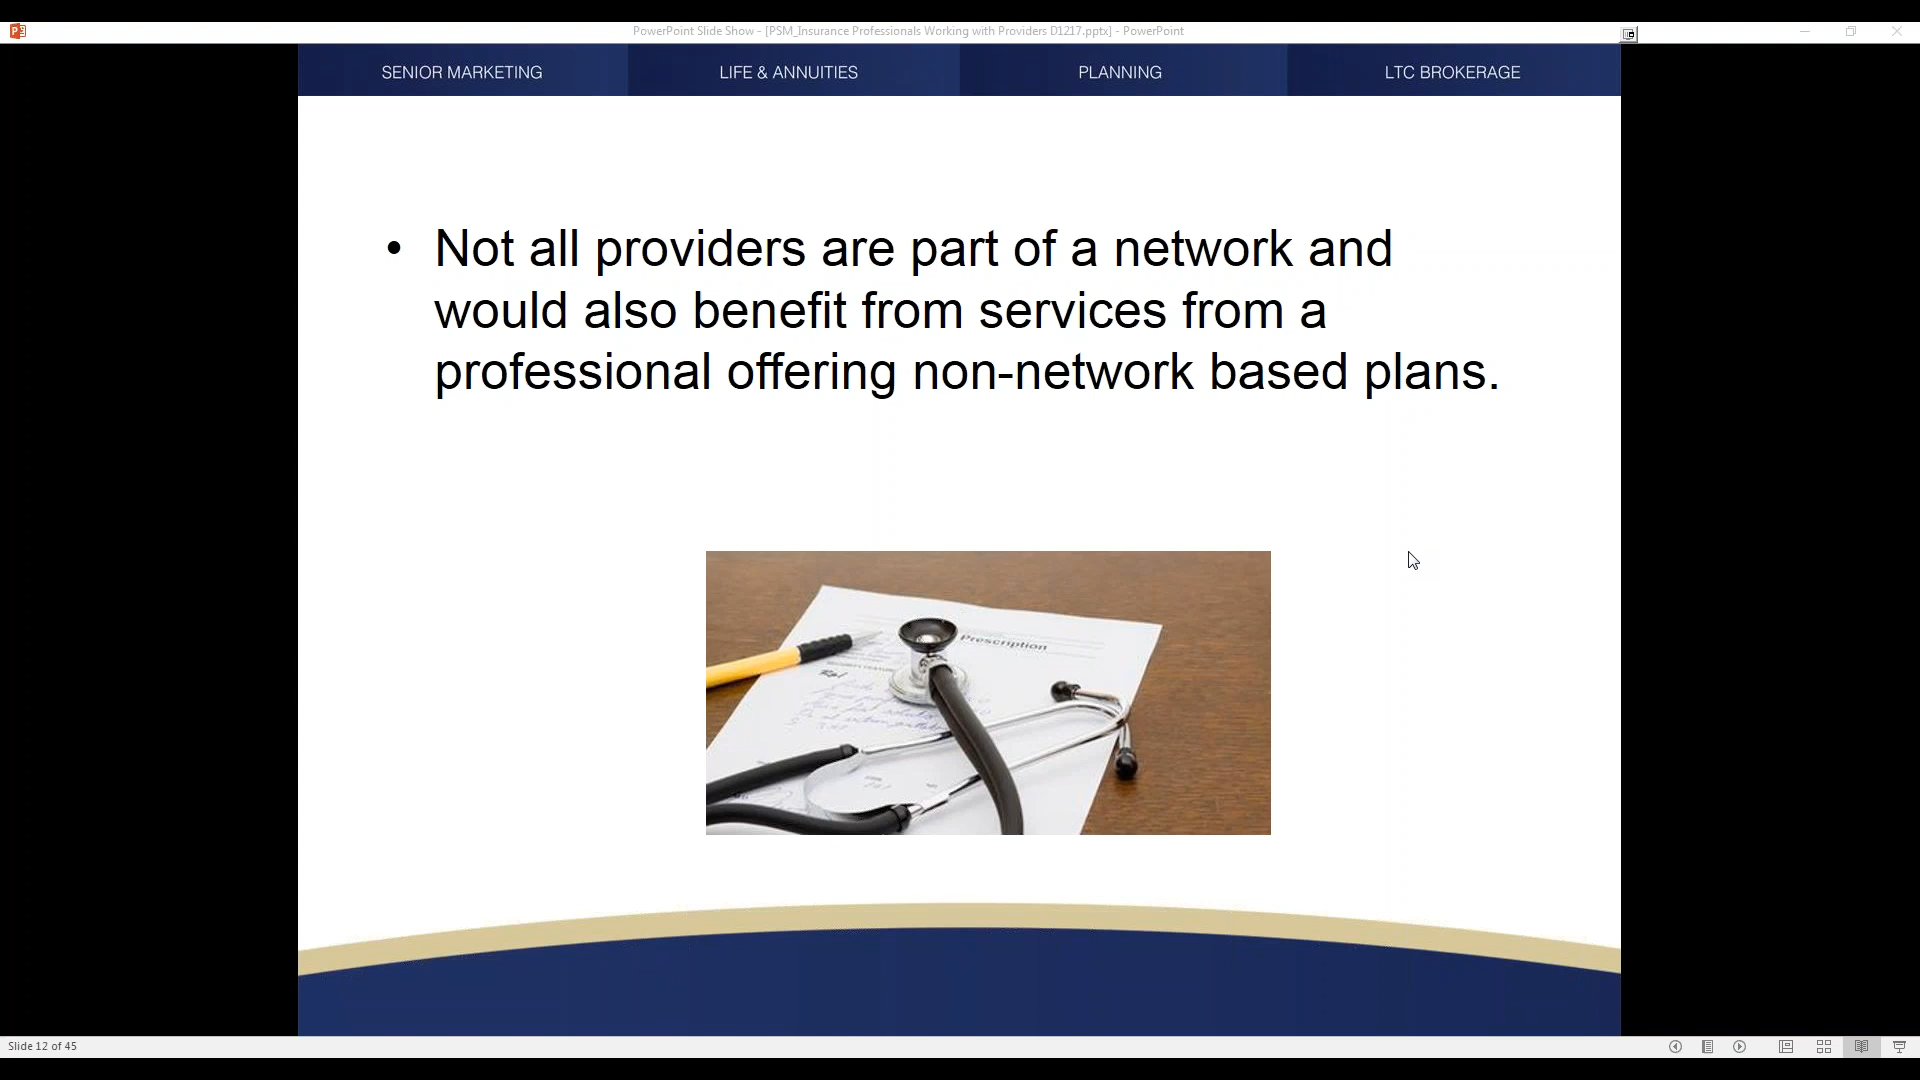 PowerPoint Slide Show - [PSM_Insurance Professionals Working with Providers D1217.pptx] - PowerPoint
SENIOR MARKETING
LIFE & ANNUITIES
PLANNING
LTC BROKERAGE
• Not all providers are part of a network and
would also benefit from services from a
professional offering non-network based plans.
Prescription
Slide 12 of 45